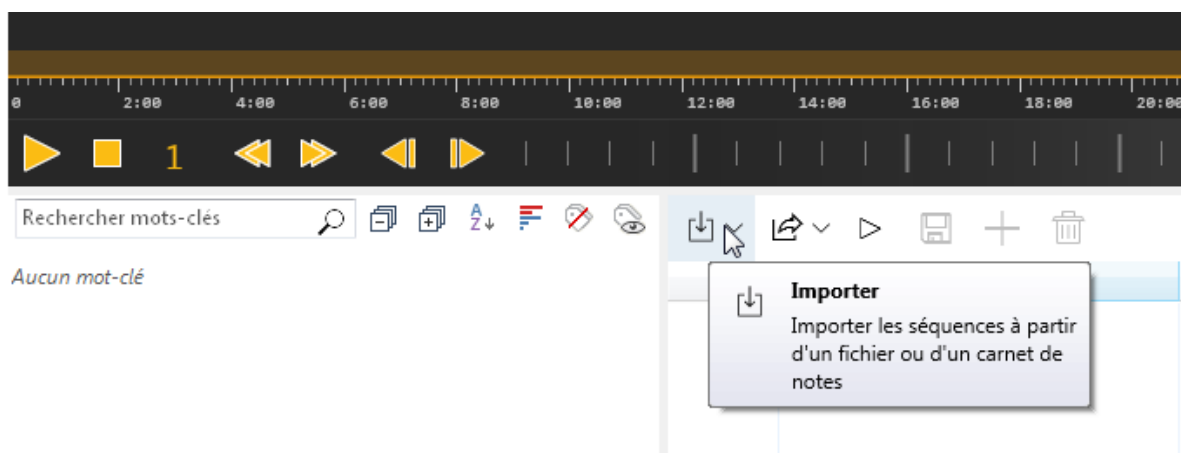 0 2:00 4:00 6:00 8:00 10:00 12:00 14:00 16:00 18:00 20:00
1
Rechercher mots-clés
A
Z
Aucun mot-clé
Importer
Importer les séquences à partir
d'un fichier ou d'un carnet de
notes